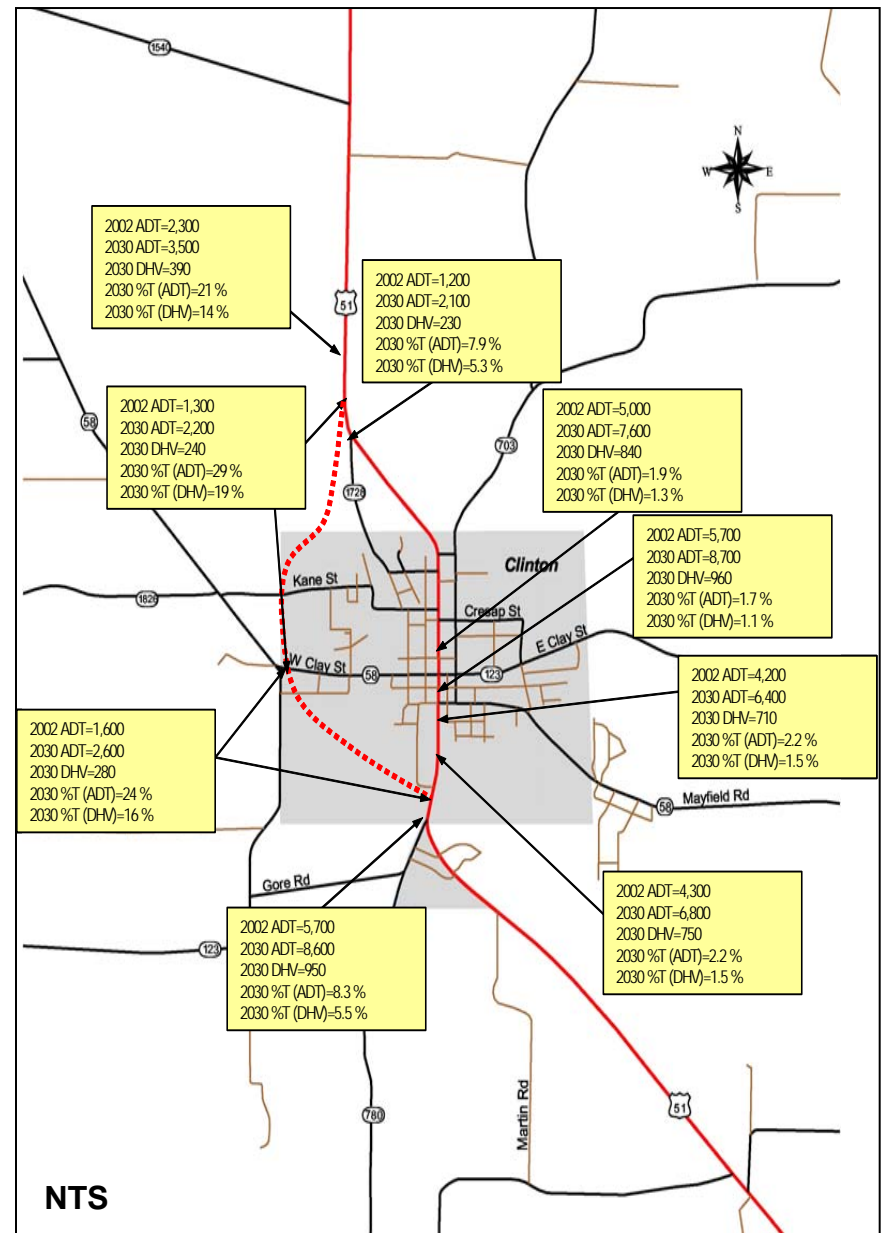 1540
N
W E
S
2002 ADT=2,300
2030 ADT=3,500
2030 DHV=390
2030 %T (ADT)=21 %
2030 %T (DHV)=14 %
51
2002 ADT=1,200
2030 ADT=2,100
2030 DHV=230
2030 %T (ADT)=7.9 %
2030 %T (DHV)=5.3 %
2002 ADT=1,300
2030 ADT=2,200
2030 DHV=240
2030 %T (ADT)=29 %
2030 %T (DHV)=19 %
58
703
2002 ADT=5,000
2030 ADT=7,600
2030 DHV=840
2030 %T (ADT)=1.9 %
2030 %T (DHV)=1.3 %
1728
2002 ADT=5,700
2030 ADT=8,700
2030 DHV=960
2030 %T (ADT)=1.7 %
2030 %T (DHV)=1.1 %
Clinton
Kane St
1826
Cresap St
E Clay St
W Clay St
58
123
2002 ADT=4,200
2030 ADT=6,400
2030 DHV=710
2030 %T (ADT)=2.2 %
2030 %T (DHV)=1.5 %
2002 ADT=1,600
2030 ADT=2,600
2030 DHV=280
2030 %T (ADT)=24 %
2030 %T (DHV)=16 %
58
Mayfield Rd
Gore Rd
2002 ADT=4,300
2030 ADT=6,800
2030 DHV=750
2030 %T (ADT)=2.2 %
2030 %T (DHV)=1.5 %
123
2002 ADT=5,700
2030 ADT=8,600
2030 DHV=950
2030 %T (ADT)=8.3 %
2030 %T (DHV)=5.5 %
780
Martin Rd
51
NTS